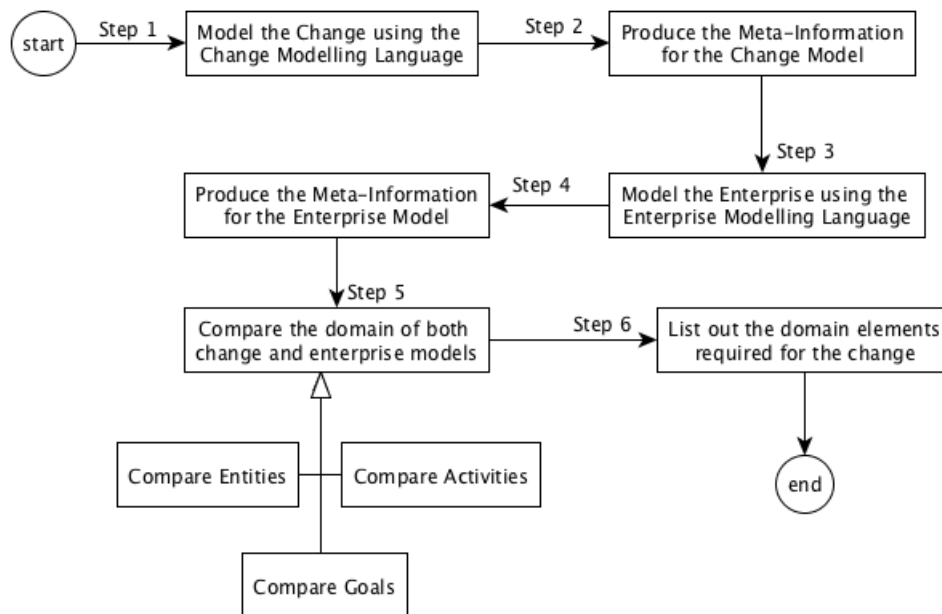 start
Step 1
Model the Change using the
Change Modelling Language
Step 2
Produce the Meta-Information
for the Change Model
Step 3
Model the Enterprise using the
Enterprise Modelling Language
Step 4
Produce the Meta-Information
for the Enterprise Model
Step 5
Compare the domain of both
change and enterprise models
Step 6
List out the domain elements
required for the change
Compare Entities
Compare Activities
Compare Goals
end